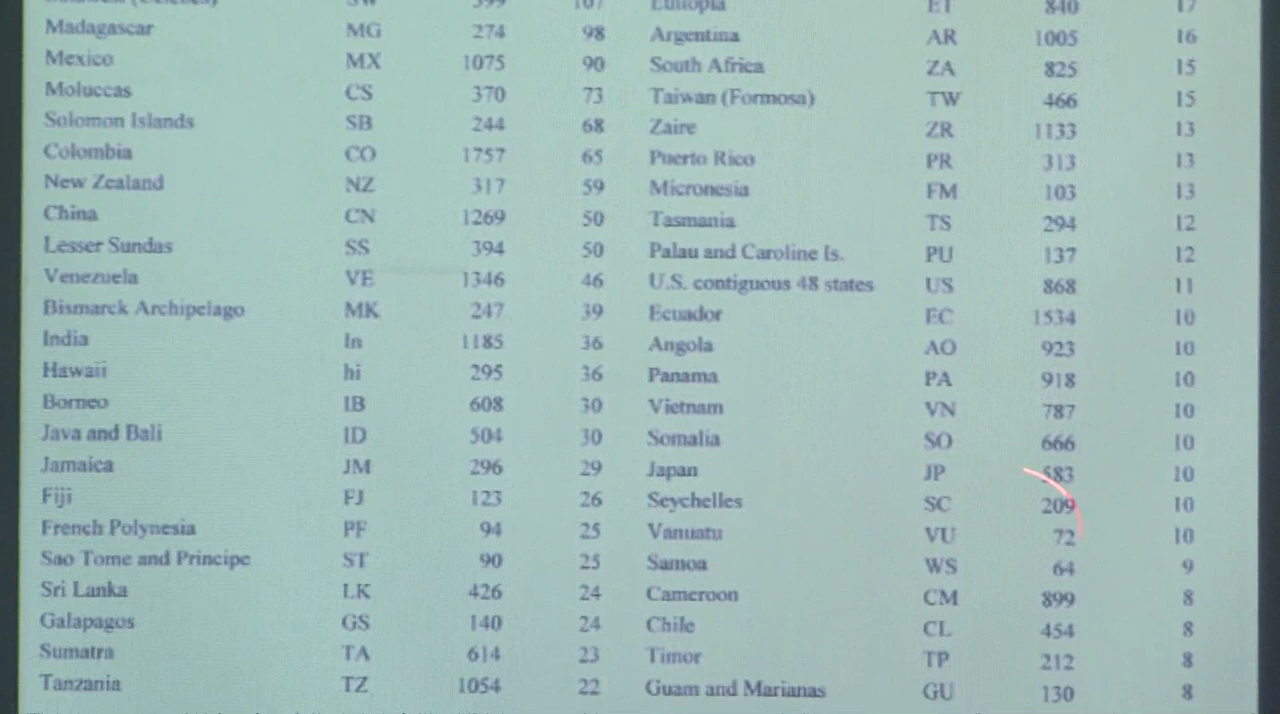 107 Ethiopia ET 840 17
Madagascar MG 274 98 Argentina AR 1005 16
Mexico MX 1075 90 South Africa ZA 825 15
Moluccas CS 370 73 Taiwan (Formosa) TW 466 15
Solomon Islands SB 244 68 Zaire ZR 1133 13
Colombia CO 1757 65 Puerto Rico PR 313 13
New Zealand NZ 317 59 Micronesia FM 103 13
China CN 1269 50 Tasmania TS 294 12
Lesser Sundas SS 394 50 Palau and Caroline Is. PU 137 12
Venezuela VE 1346 46 U.S. contiguous 48 states US 868 11
Bismarck Archipelago MK 247 39 Ecuador EC 1534 10
India In 1185 36 Angola AO 923 10
Hawaii hi 295 36 Panama PA 918 10
Borneo IB 608 30 Vietnam VN 787 10
Java and Bali ID 504 30 Somalia SO 666 10
Jamaica JM 296 29 Japan JP 583 10
Fiji FJ 123 26 Seychelles SC 209 10
French Polynesia PF 94 25 Vanuatu VU 72 10
Sao Tome and Principe ST 90 25 Samoa WS 64 9
Sri Lanka LK 426 24 Cameroon CM 899 8
Galapagos GS 140 24 Chile CL 454 8
Sumatra TA 614 23 Timor TP 212 8
Tanzania TZ 1054 22 Guam and Marianas GU 130 8